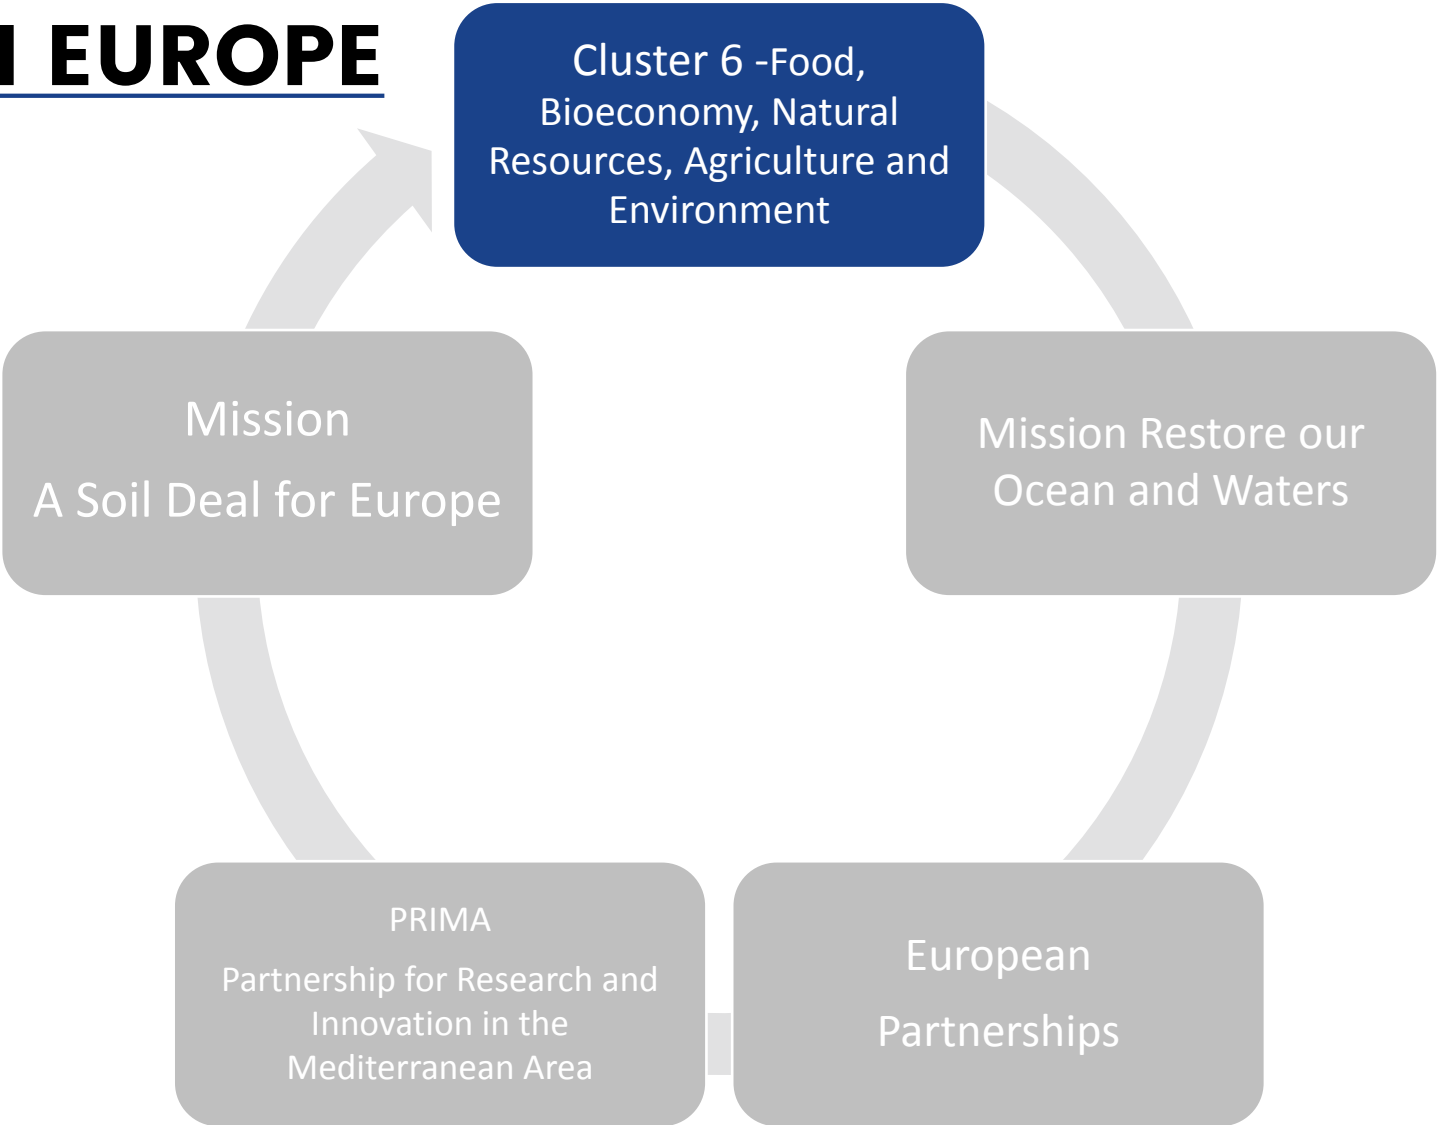 EUROPE
Cluster 6 -Food,
Bioeconomy, Natural
Resources, Agriculture and
Environment
Mission
A Soil Deal for Europe
Mission Restore our
Ocean and Waters
PRIMA
Partnership for Research and
Innovation in the
Mediterranean Area
European
Partnerships